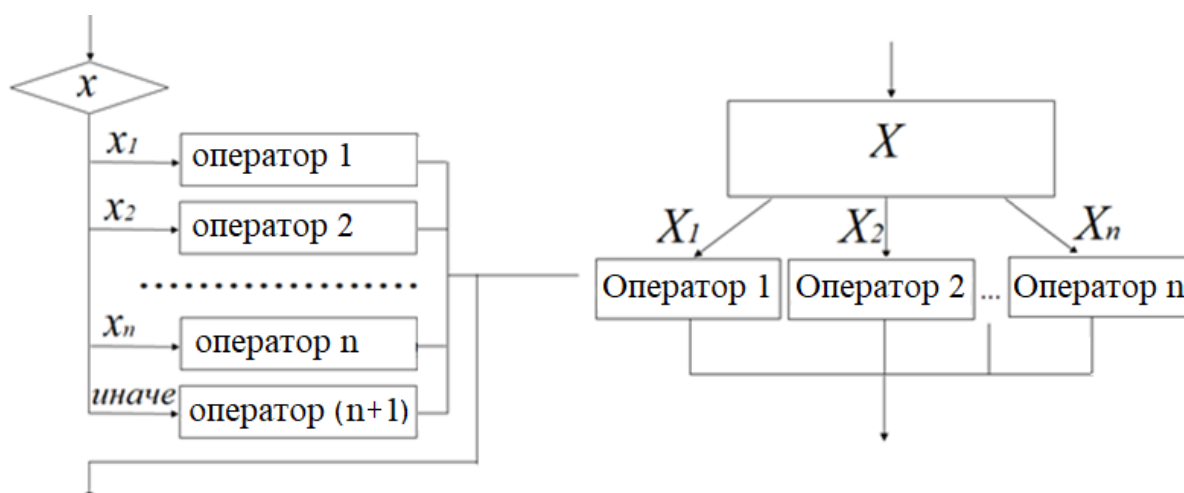 x
x1 оператор 1
x2 оператор 2
xn оператор n
иначе оператор (n+1)
X
X1 X2 Xn
Оператор 1 Оператор 2 ... Оператор n